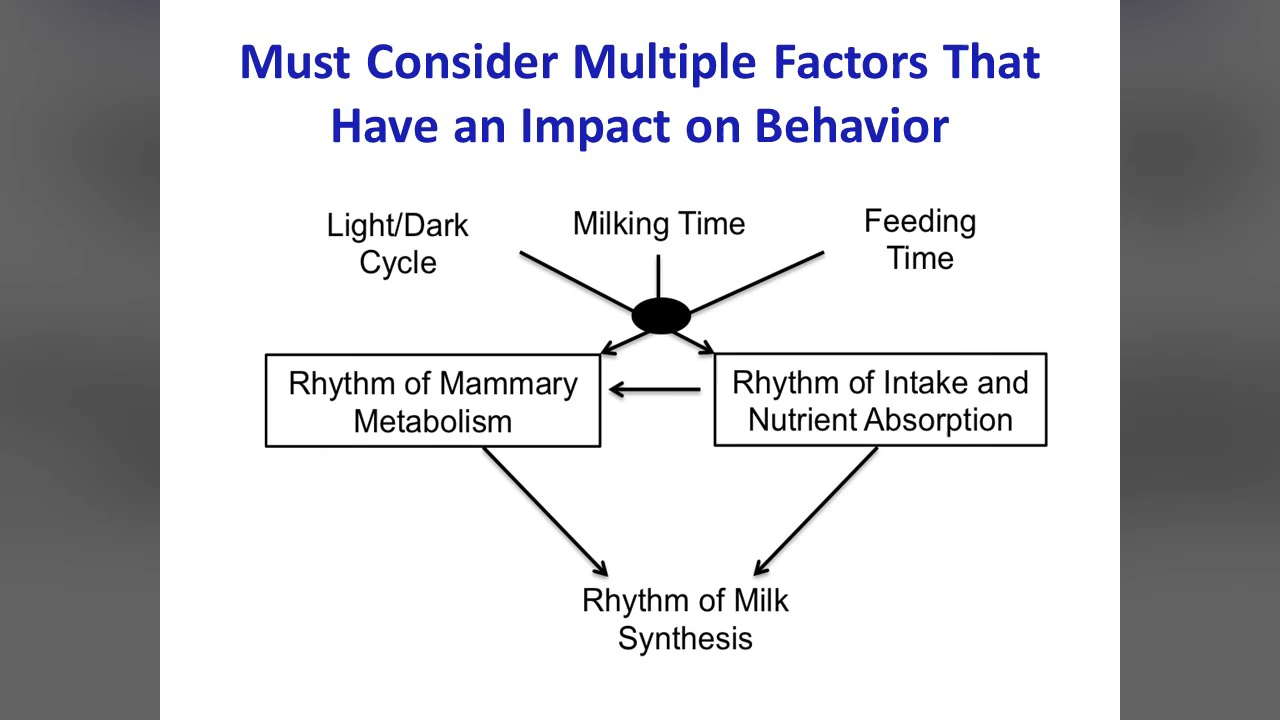 Must Consider Multiple Factors That
Have an Impact on Behavior
Light/Dark
Cycle
Milking Time
Feeding
Time
Rhythm of Mammary
Metabolism
Rhythm of Intake and
Nutrient Absorption
Rhythm of Milk
Synthesis